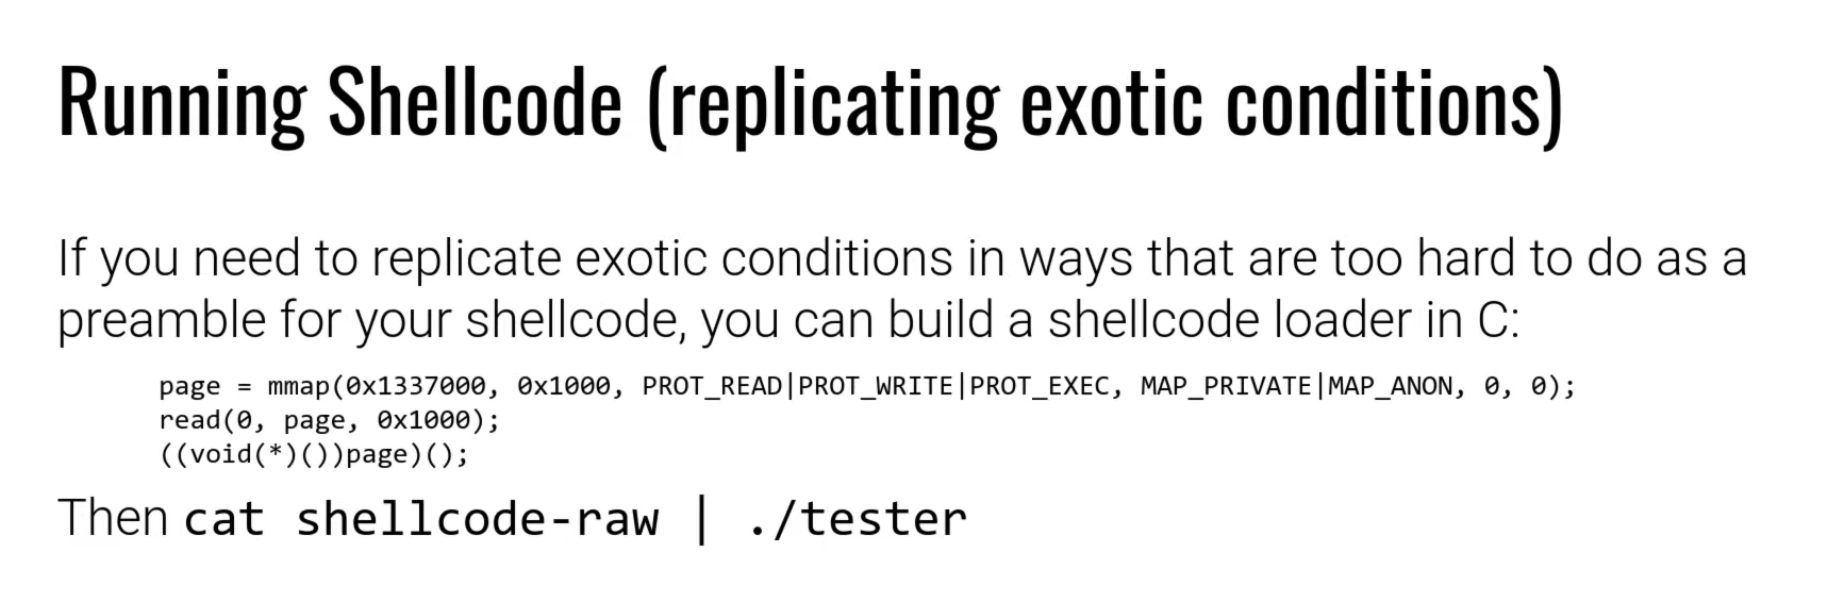 Running Shellcode (replicating exotic conditions)
If you need to replicate exotic conditions in ways that are too hard to do as a
preamble for your shellcode, you can build a shellcode loader in C:
page = mmap(0x1337000, 0x1000, PROT_READ|PROT_WRITE|PROT_EXEC, MAP_PRIVATE|MAP_ANON, 0, 0);
read(0, page, 0x1000);
((void(*)())page)();
Then cat shellcode-raw | ./tester